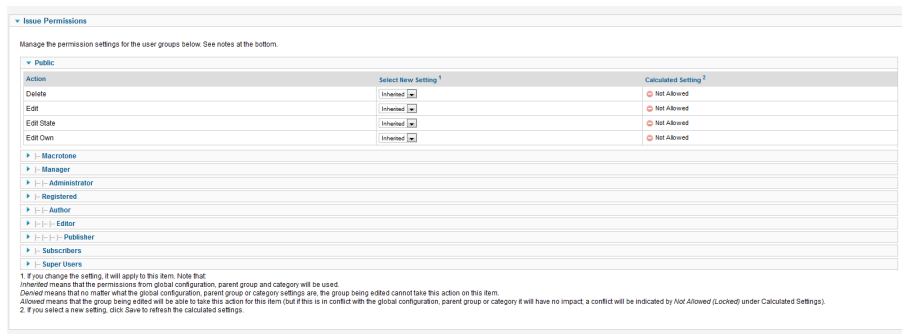 Issue Permissions
Manage the permission settings for the user groups below. See notes at the bottom.
Public
Action Select New Setting 1 Calculated Setting 2
Delete Inherited Not Allowed
Edit Inherited Not Allowed
Edit State Inherited Not Allowed
Edit Own Inherited Not Allowed
|– Macrotone
|– Manager
|– |– Administrator
|– Registered
|– |– Author
|– |– |– Editor
|– |– |– |– Publisher
|– Subscribers
|– Super Users
1. If you change the setting, it will apply to this item. Note that:
Inherited means that the permissions from global configuration, parent group and category will be used.
Denied means that no matter what the global configuration, parent group or category settings are, the group being edited cannot take this action on this item.
Allowed means that the group being edited will be able to take this action for this item (but if this is in conflict with the global configuration, parent group or category it will have no impact; a conflict will be indicated by Not Allowed (Locked) under Calculated Settings).
2. If you select a new setting, click Save to refresh the calculated settings.